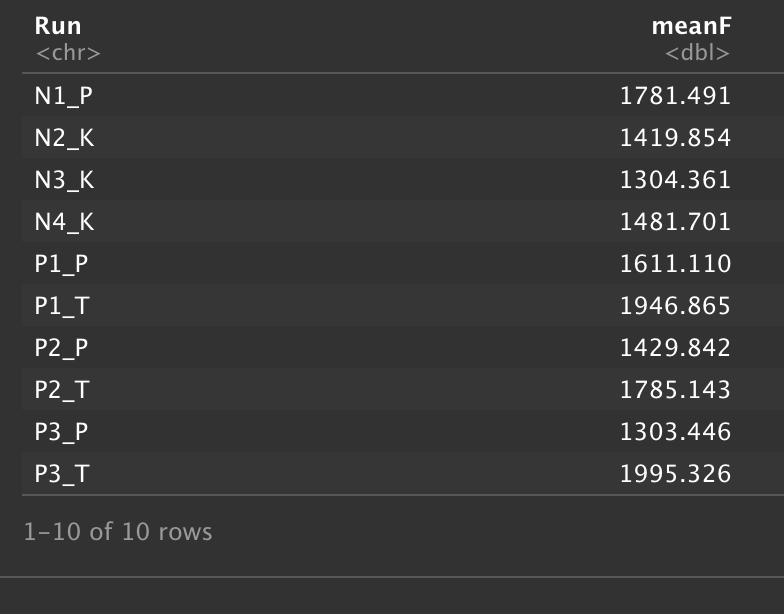 Run meanF
<chr> <dbl>
N1_P 1781.491
N2_K 1419.854
N3_K 1304.361
N4_K 1481.701
P1_P 1611.110
P1_T 1946.865
P2_P 1429.842
P2_T 1785.143
P3_P 1303.446
P3_T 1995.326
1–10 of 10 rows